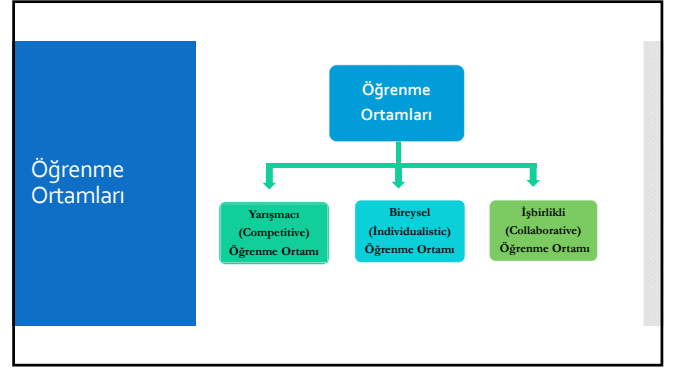 Öğrenme
Ortamları
Öğrenme
Ortamları
Yarışmacı
(Competitive)
Öğrenme Ortamı
Bireysel
(İndividualistic)
Öğrenme Ortamı
İşbirlikli
(Collaborative)
Öğrenme Ortamı